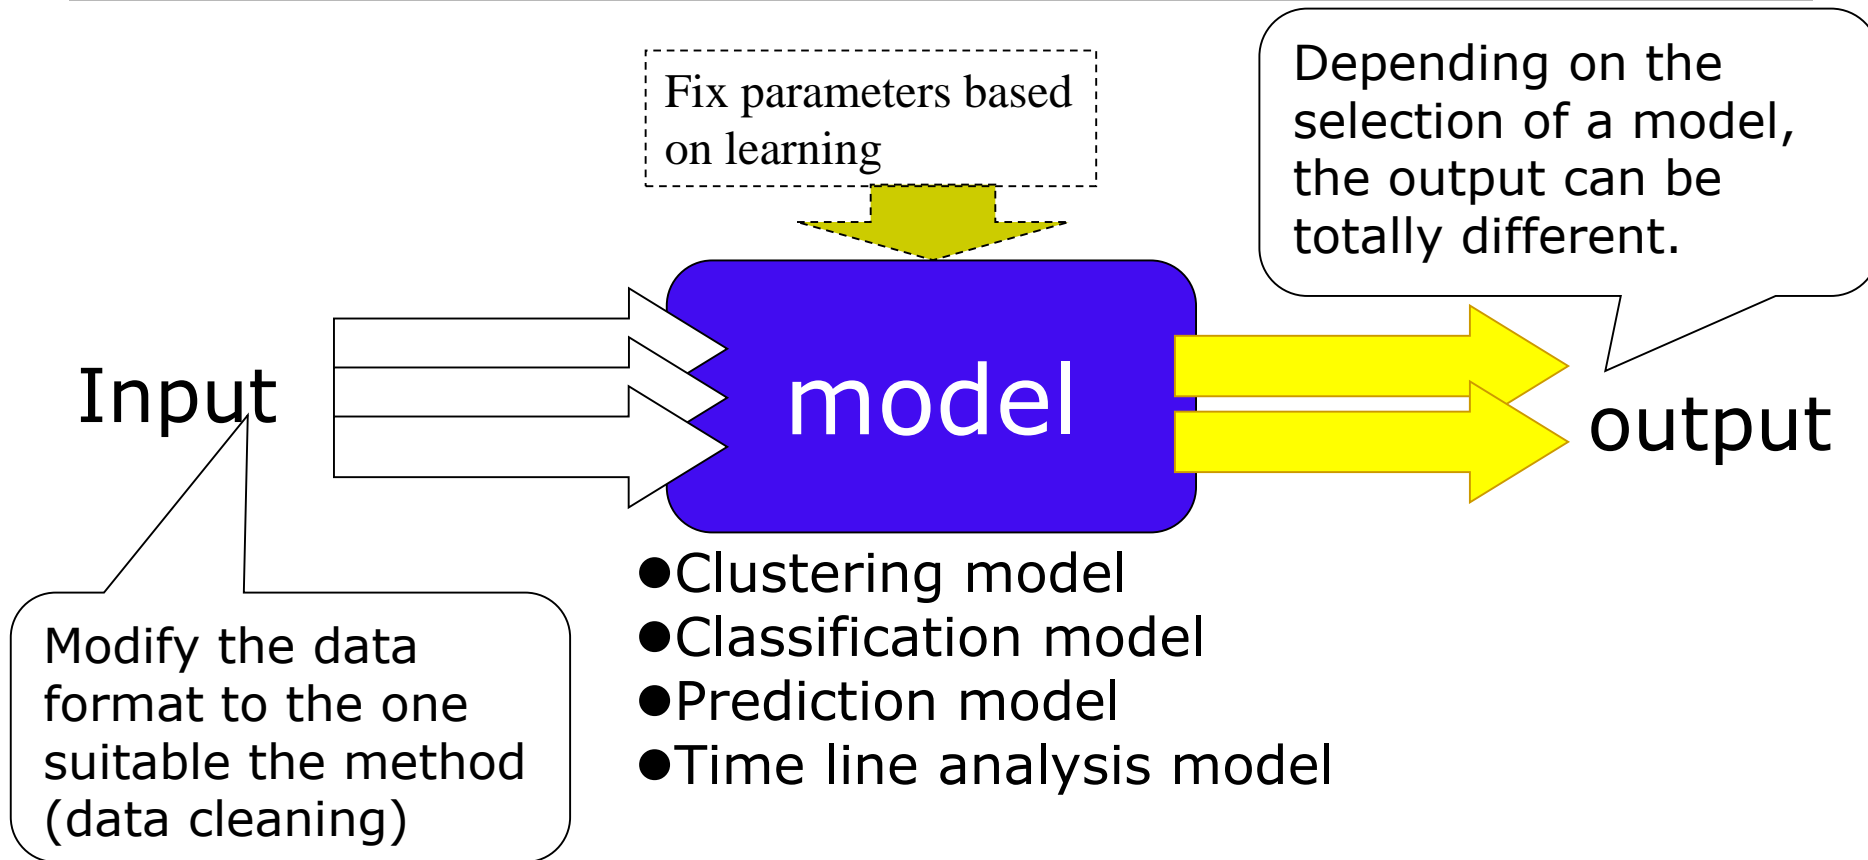 Fix parameters based
on learning
Depending on the
selection of a model,
the output can be
totally different.
Input
model
output
●Clustering model
●Classification model
●Prediction model
●Time line analysis model
Modify the data
format to the one
suitable the method
(data cleaning)